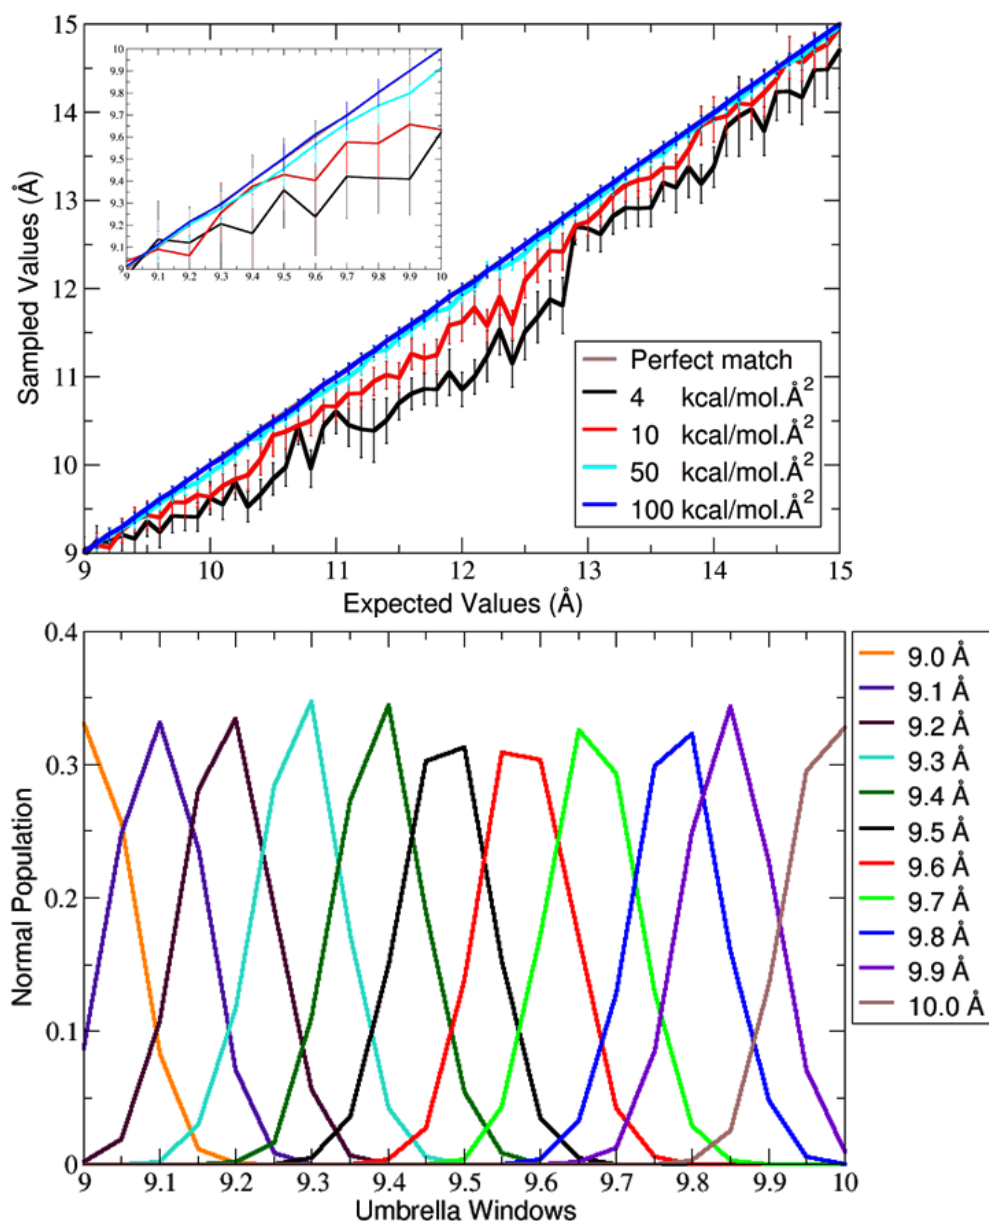 15
14
13
12
11
10
9
Sampled Values (Å)
10
9.9
9.8
9.7
9.6
9.5
9.4
9.3
9.2
9.1
9
9 9.1 9.2 9.3 9.4 9.5 9.6 9.7 9.8 9.9 10
Perfect match
4 kcal/mol.Å²
10 kcal/mol.Å²
50 kcal/mol.Å²
100 kcal/mol.Å²
9 10 11 12 13 14 15
Expected Values (Å)
0.4
0.3
0.2
0.1
0
Normal Population
9.0 Å
9.1 Å
9.2 Å
9.3 Å
9.4 Å
9.5 Å
9.6 Å
9.7 Å
9.8 Å
9.9 Å
10.0 Å
9 9.1 9.2 9.3 9.4 9.5 9.6 9.7 9.8 9.9 10
Umbrella Windows